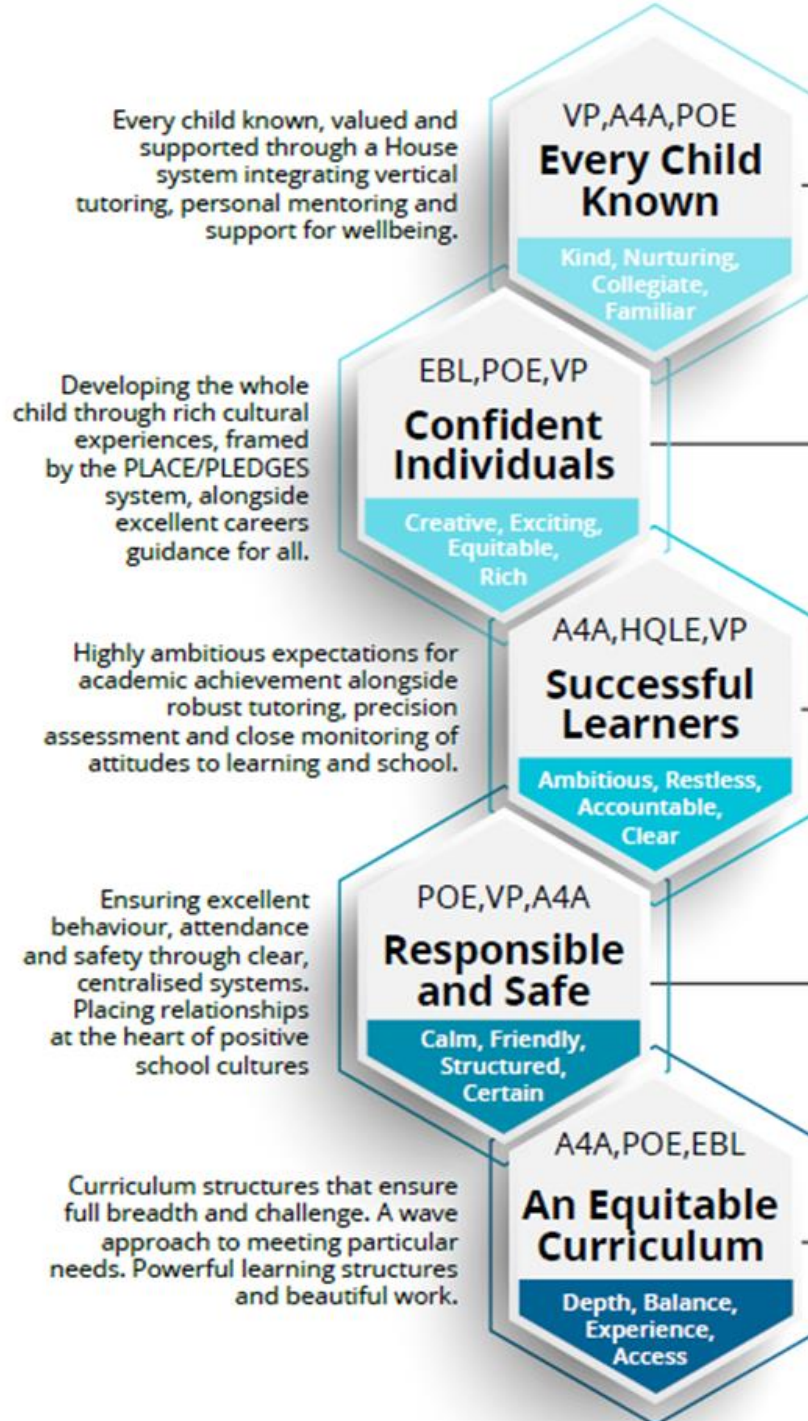 Every child known, valued and
supported through a House
system integrating vertical
tutoring, personal mentoring and
support for wellbeing.
VP,A4A,POE
Every Child
Known
Kind, Nurturing,
Collegiate,
Familiar
Developing the whole
child through rich cultural
experiences, framed
by the PLACE/PLEDGES
system, alongside
excellent careers
guidance for all.
EBL,POE,VP
Confident
Individuals
Creative, Exciting,
Equitable,
Rich
Highly ambitious expectations for
academic achievement alongside
robust tutoring, precision
assessment and close monitoring of
attitudes to learning and school.
A4A,HQLE,VP
Successful
Learners
Ambitious, Restless,
Accountable,
Clear
Ensuring excellent
behaviour, attendance
and safety through clear,
centralised systems.
Placing relationships
at the heart of positive
school cultures
POE,VP,A4A
Responsible
and Safe
Calm, Friendly,
Structured,
Certain
Curriculum structures that ensure
full breadth and challenge. A wave
approach to meeting particular
needs. Powerful learning structures
and beautiful work.
A4A,POE,EBL
An Equitable
Curriculum
Depth, Balance,
Experience,
Access